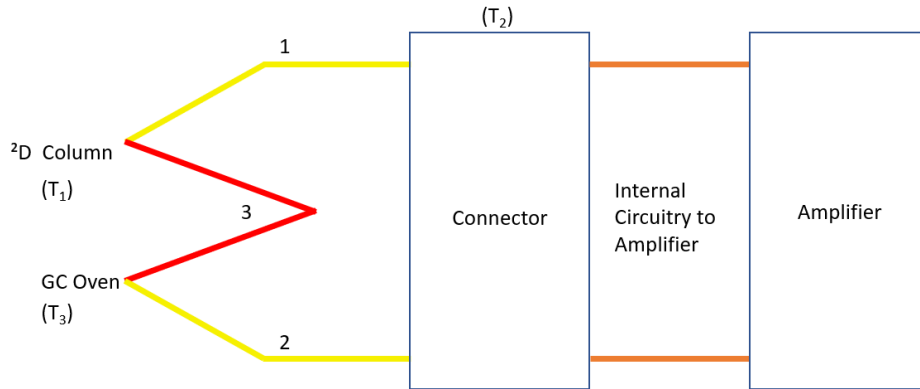 (T₂)
1
²D Column
(T₁)
3
GC Oven
(T₃)
2
Connector
Internal
Circuitry to
Amplifier
Amplifier